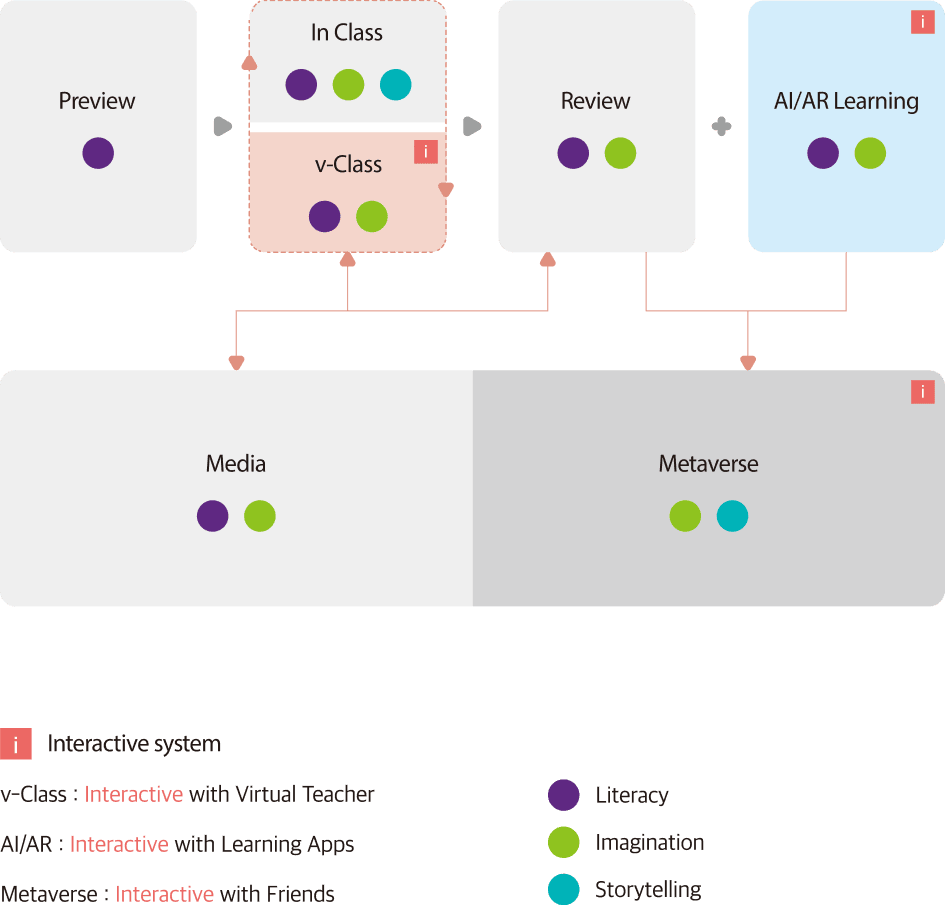 Preview
In Class
v-Class
i
Review
AI/AR Learning
i
Media
Metaverse
i
i Interactive system
v-Class : Interactive with Virtual Teacher
AI/AR : Interactive with Learning Apps
Metaverse : Interactive with Friends
Literacy
Imagination
Storytelling